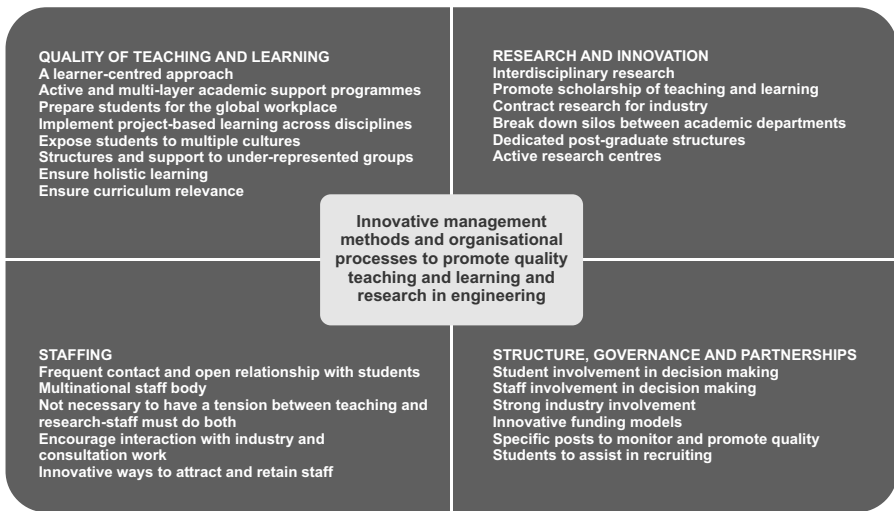 QUALITY OF TEACHING AND LEARNING
A learner-centred approach
Active and multi-layer academic support programmes
Prepare students for the global workplace
Implement project-based learning across disciplines
Expose students to multiple cultures
Structures and support to under-represented groups
Ensure holistic learning
Ensure curriculum relevance
RESEARCH AND INNOVATION
Interdisciplinary research
Promote scholarship of teaching and learning
Contract research for industry
Break down silos between academic departments
Dedicated post-graduate structures
Active research centres
Innovative management
methods and organisational
processes to promote quality
teaching and learning and
research in engineering
STAFFING
Frequent contact and open relationship with students
Multinational staff body
Not necessary to have a tension between teaching and
research-staff must do both
Encourage interaction with industry and
consultation work
Innovative ways to attract and retain staff
STRUCTURE, GOVERNANCE AND PARTNERSHIPS
Student involvement in decision making
Staff involvement in decision making
Strong industry involvement
Innovative funding models
Specific posts to monitor and promote quality
Students to assist in recruiting